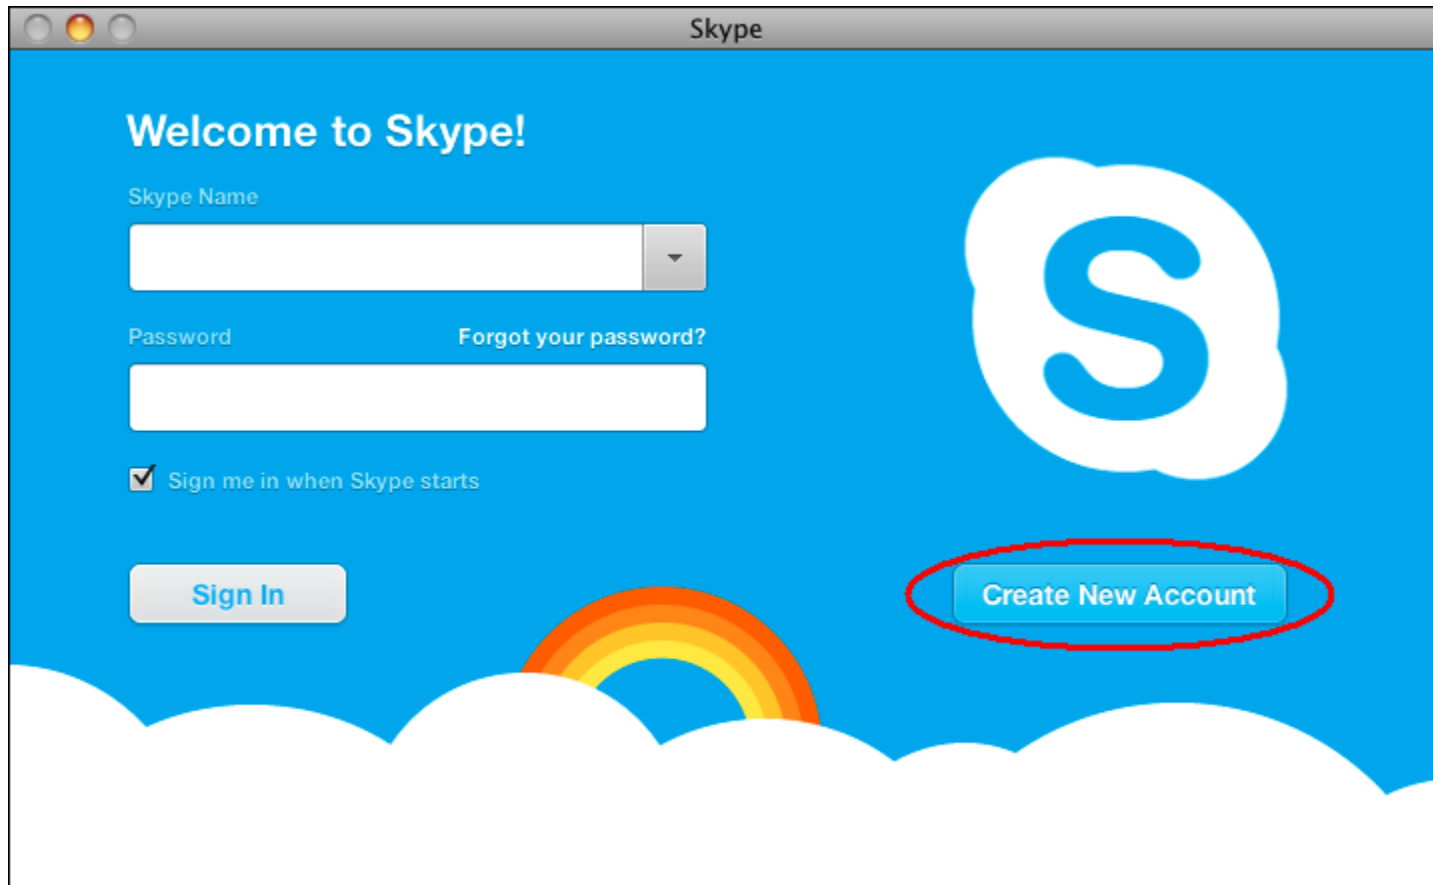 Skype
Welcome to Skype!
Skype Name
Password
Forgot your password?
Sign me in when Skype starts
Sign In
S
Create New Account